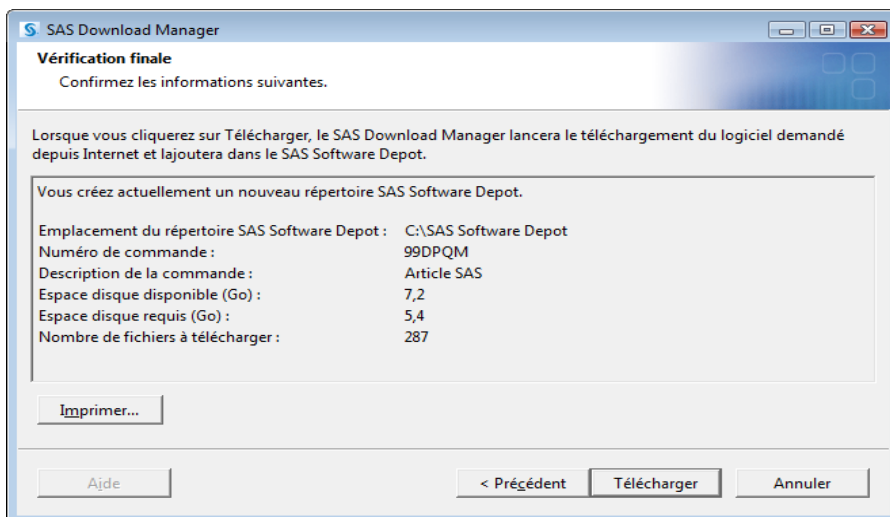 SAS Download Manager
Vérification finale
Confirmez les informations suivantes.
Lorsque vous cliquerez sur Télécharger, le SAS Download Manager lancera le téléchargement du logiciel demandé
depuis Internet et lajoutera dans le SAS Software Depot.
Vous créez actuellement un nouveau répertoire SAS Software Depot.
Emplacement du répertoire SAS Software Depot : C:\SAS Software Depot
Numéro de commande : 99DPQM
Description de la commande : Article SAS
Espace disque disponible (Go) : 7,2
Espace disque requis (Go) : 5,4
Nombre de fichiers à télécharger : 287
Imprimer...
Aide < Précédent Télécharger Annuler